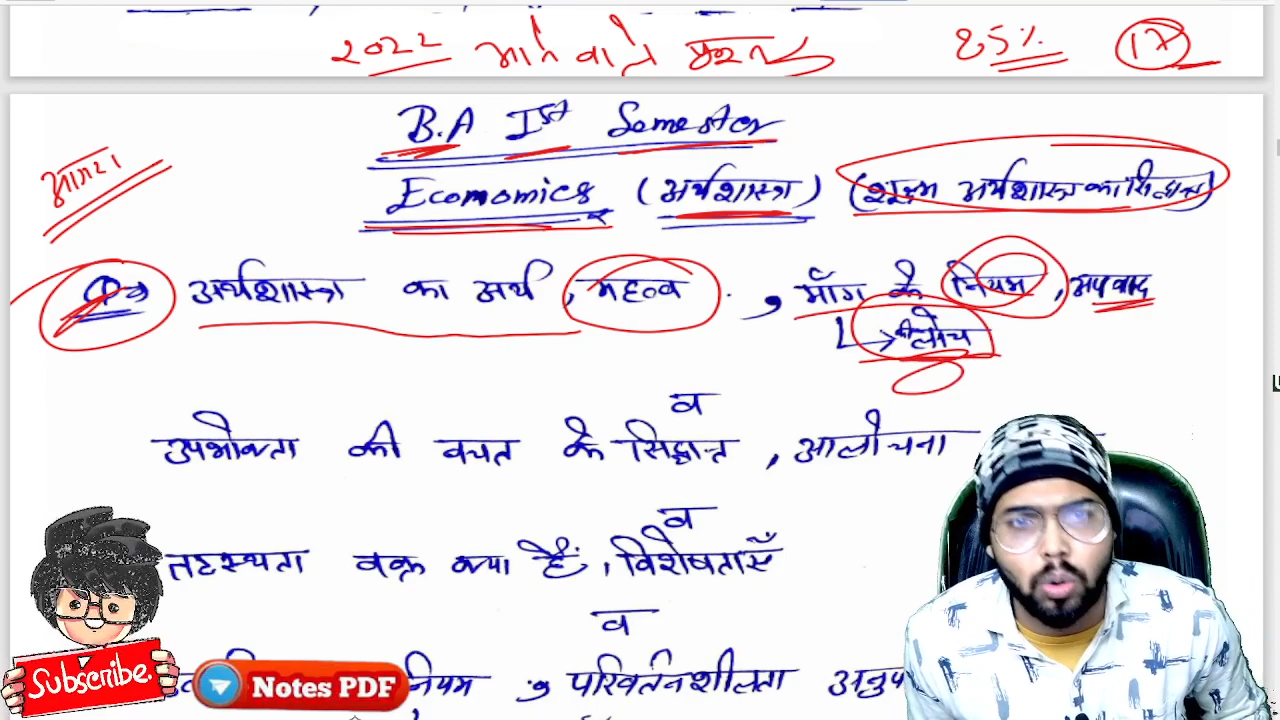 2022 आने वाले प्रश्न 85% 17
B.A Ist Semester
आगरा
Economics (अर्थशास्त्र) (सूक्ष्म अर्थशास्त्र का सिद्धान्त)
Q अर्थशास्त्र का अर्थ, महत्व , माँग के नियम, अपवाद
की लोच
व
उपभोक्ता की बचत के सिद्धान्त, आलोचना
व
तटस्थता वक्र क्या हैं, विशेषताएँ
व
नियम परिवर्तनशीलता
Subscribe.
Notes PDF